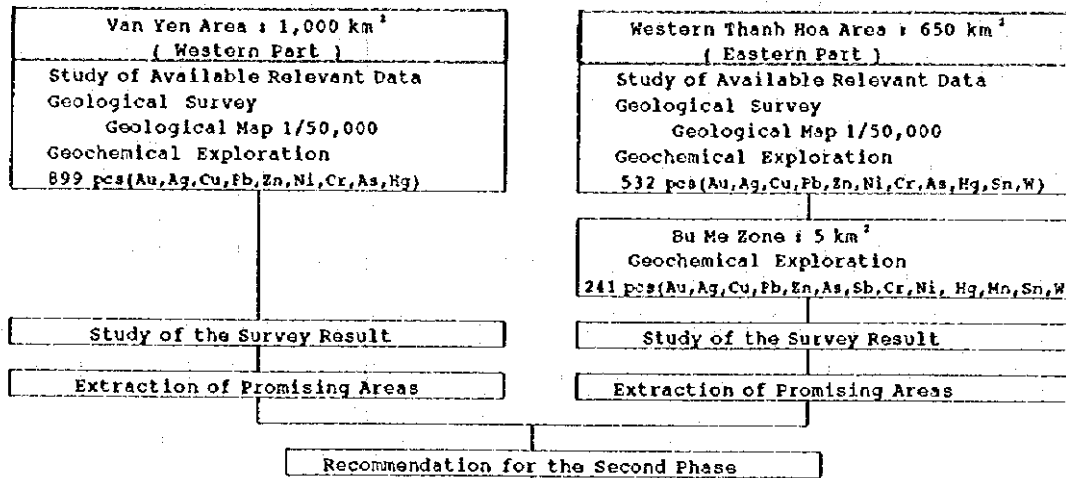 Van Yen Area : 1,000 km²
( Western Part )
Study of Available Relevant Data
Geological Survey
Geological Map 1/50,000
Geochemical Exploration
899 pcs(Au,Ag,Cu,Pb,Zn,Ni,Cr,As,Hg)
Western Thanh Hoa Area : 650 km²
( Eastern Part )
Study of Available Relevant Data
Geological Survey
Geological Map 1/50,000
Geochemical Exploration
532 pcs(Au,Ag,Cu,Pb,Zn,Ni,Cr,As,Hg,Sn,W)
Bu Me Zone : 5 km²
Geochemical Exploration
241 pcs(Au,Ag,Cu,Pb,Zn,As,Sb,Cr,Ni, Hg,Mn,Sn,W
Study of the Survey Result
Study of the Survey Result
Extraction of Promising Areas
Extraction of Promising Areas
Recommendation for the Second Phase